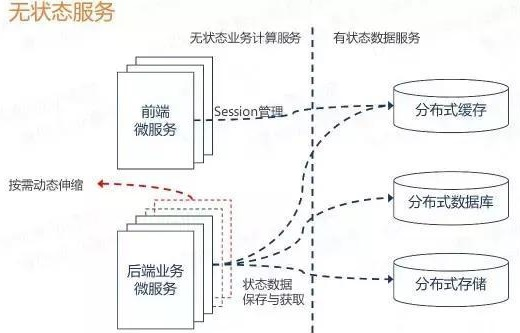 无状态服务
无状态业务计算服务
有状态数据服务
前端
微服务
Session管理
分布式缓存
按需动态伸缩
分布式数据库
后端业务
微服务
状态数据
保存与获取
分布式存储